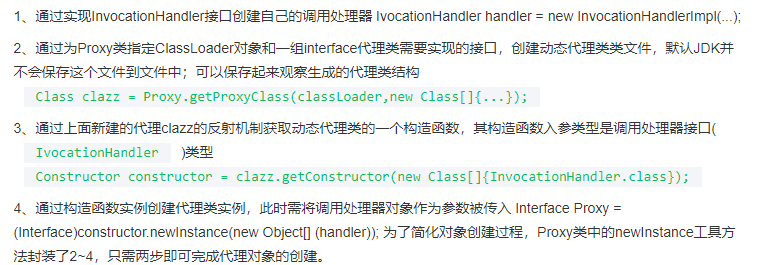 1、通过实现InvocationHandler接口创建自己的调用处理器 IvocationHandler handler = new InvocationHandlerImpl(...);
2、通过为Proxy类指定ClassLoader对象和一组interface代理类需要实现的接口，创建动态代理类类文件，默认JDK并
不会保存这个文件到文件中；可以保存起来观察生成的代理类结构
Class clazz = Proxy.getProxyClass(classLoader,new Class[]{...});
3、通过上面新建的代理clazz的反射机制获取动态代理类的一个构造函数，其构造函数入参类型是调用处理器接口(
IvocationHandler )类型
Constructor constructor = clazz.getConstructor(new Class[]{InvocationHandler.class});
4、通过构造函数实例创建代理类实例，此时需将调用处理器对象作为参数被传入 Interface Proxy =
(Interface)constructor.newInstance(new Object[] (handler)); 为了简化对象创建过程，Proxy类中的newInstance工具方
法封装了2~4，只需两步即可完成代理对象的创建。